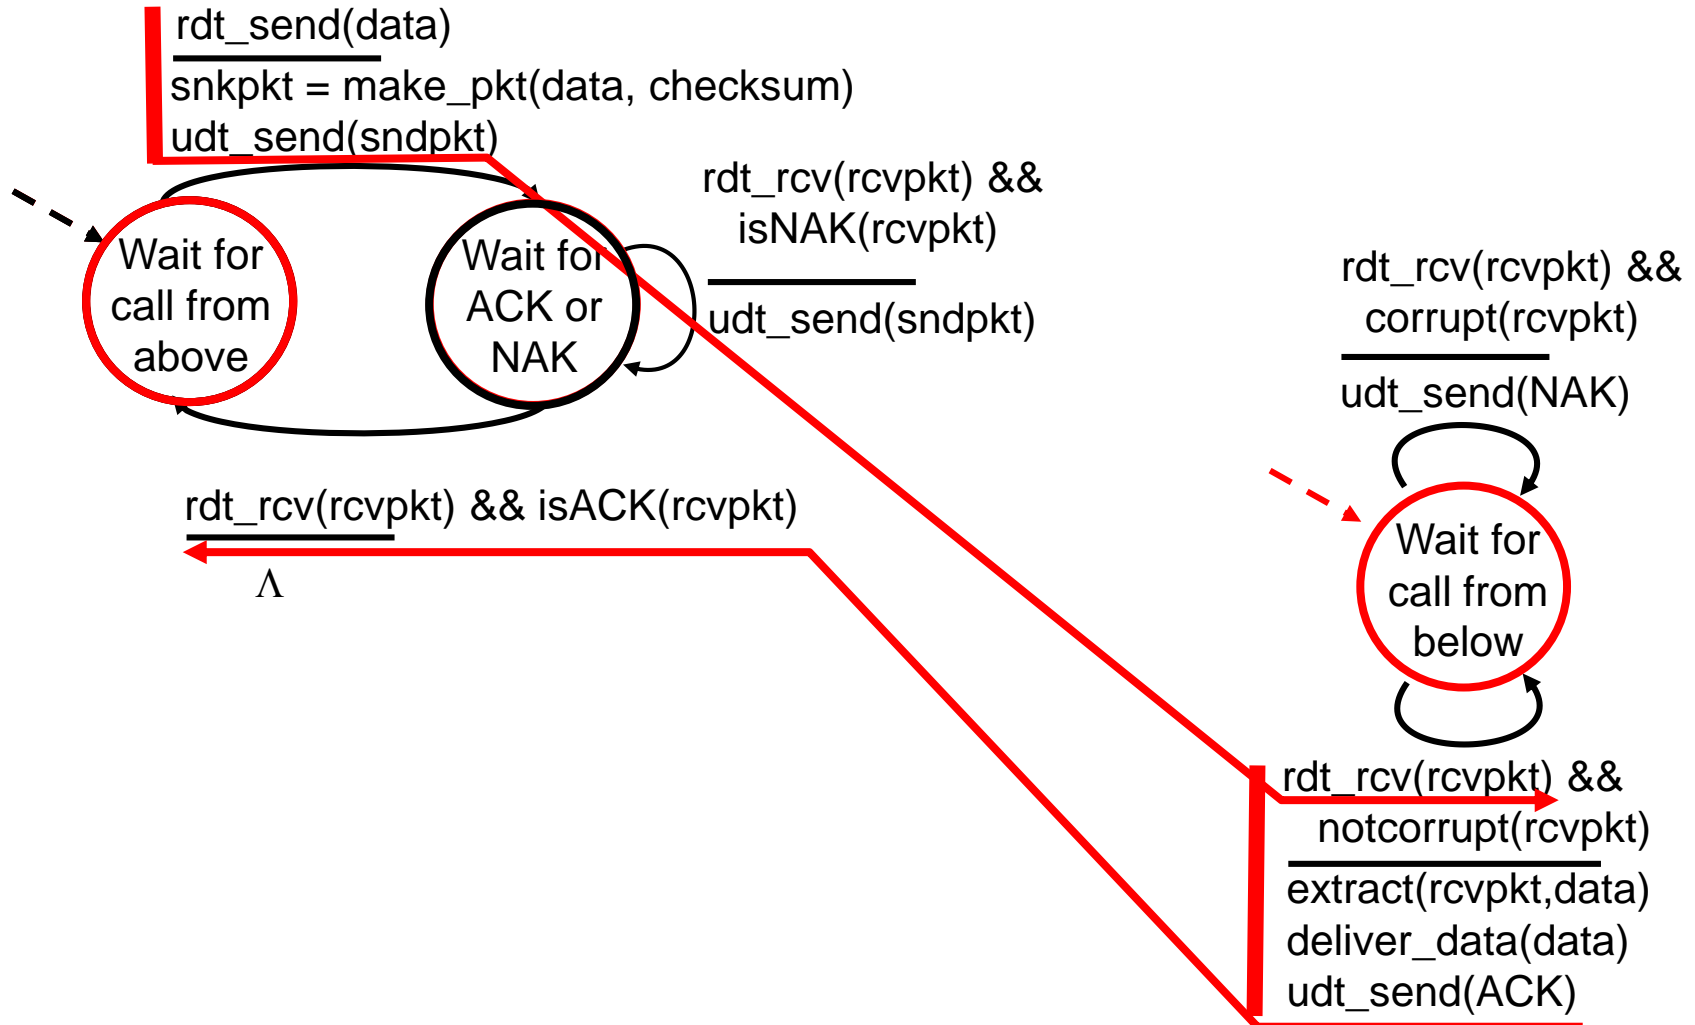 rdt_send(data)
snkpkt = make_pkt(data, checksum)
udt_send(sndpkt)
Wait for
call from
above
Wait for
ACK or
NAK
rdt_rcv(rcvpkt) &&
isNAK(rcvpkt)
udt_send(sndpkt)
rdt_rcv(rcvpkt) && isACK(rcvpkt)
Λ
rdt_rcv(rcvpkt) &&
corrupt(rcvpkt)
udt_send(NAK)
Wait for
call from
below
rdt_rcv(rcvpkt) &&
notcorrupt(rcvpkt)
extract(rcvpkt,data)
deliver_data(data)
udt_send(ACK)